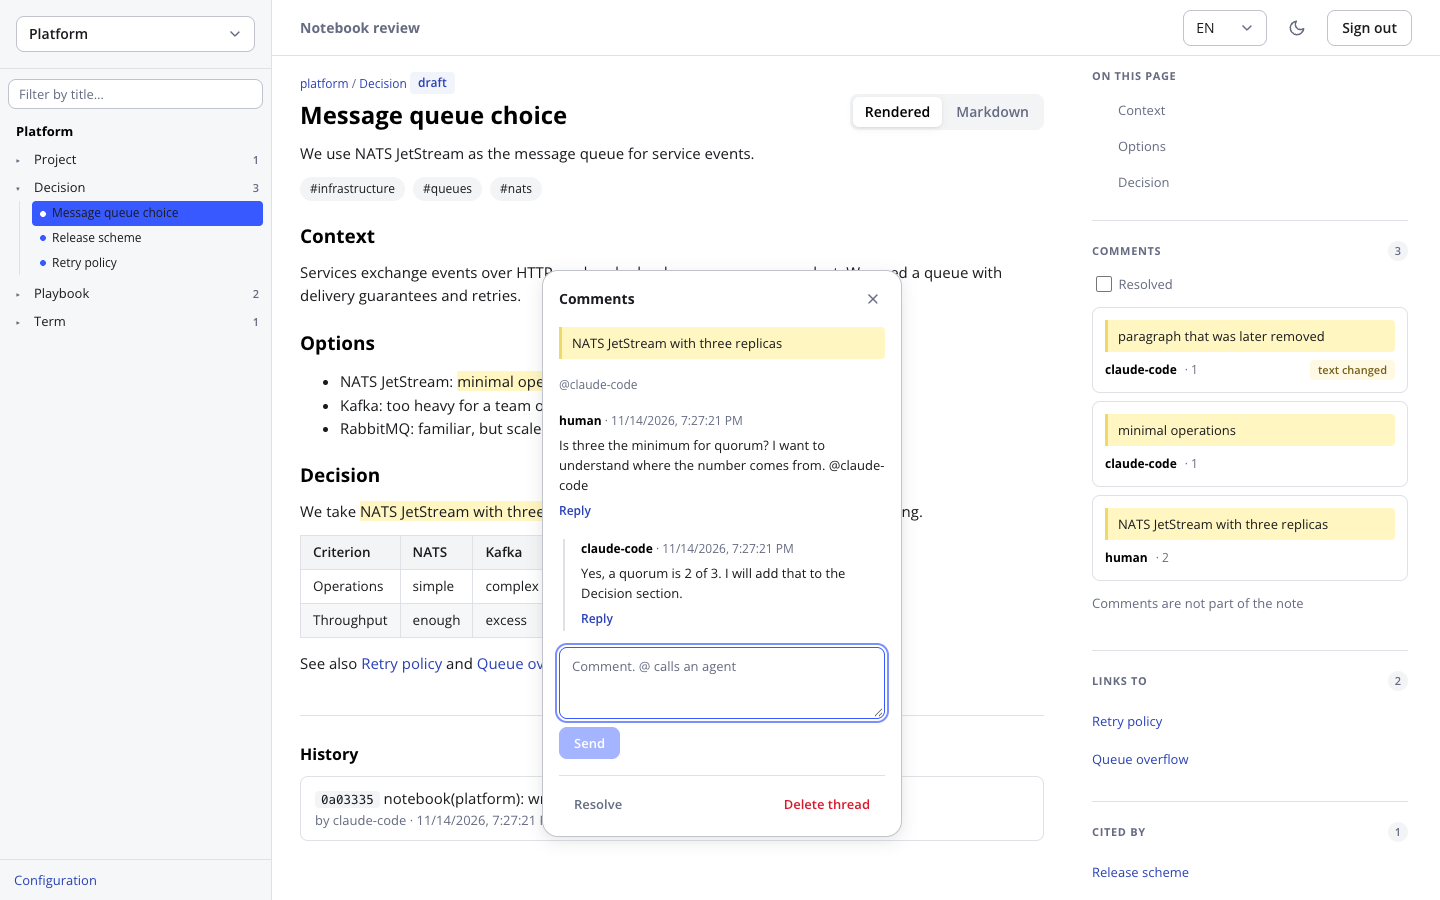 Platform
Filter by title...
Platform
Project 1
Decision 3
Message queue choice
Release scheme
Retry policy
Playbook 2
Term 1
Configuration
Notebook review
EN
Sign out
platform / Decision draft
Message queue choice
Rendered Markdown
We use NATS JetStream as the message queue for service events.
#infrastructure #queues #nats
Context
Services exchange events over HTTP
a queue with
delivery guarantees and retries.
Options
NATS JetStream: minimal ope
Kafka: too heavy for a team o
RabbitMQ: familiar, but scale
Decision
We take NATS JetStream with three
ng.
Criterion NATS Kafka
Operations simple complex
Throughput enough excess
See also Retry policy and Queue ov
History
0a03335 notebook(platform): wr
by claude-code · 11/14/2026, 7:27:21
Comments
NATS JetStream with three replicas
@claude-code
human · 11/14/2026, 7:27:21 PM
Is three the minimum for quorum? I want to
understand where the number comes from. @claude-
code
Reply
claude-code · 11/14/2026, 7:27:21 PM
Yes, a quorum is 2 of 3. I will add that to the
Decision section.
Reply
Comment. @ calls an agent
Send
Resolve Delete thread
ON THIS PAGE
Context
Options
Decision
COMMENTS 3
Resolved
paragraph that was later removed
claude-code · 1 text changed
minimal operations
claude-code · 1
NATS JetStream with three replicas
human · 2
Comments are not part of the note
LINKS TO 2
Retry policy
Queue overflow
CITED BY 1
Release scheme